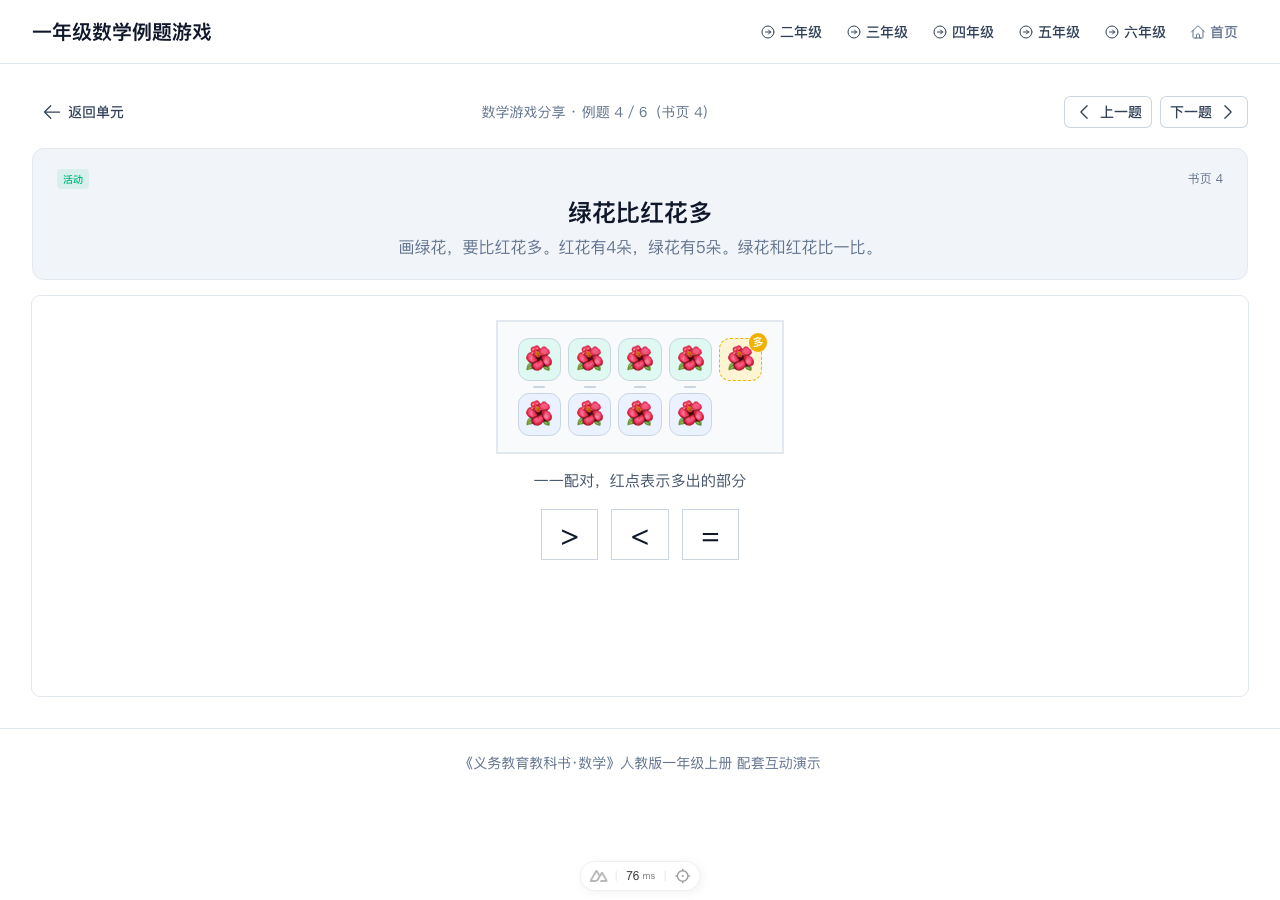 一年级数学例题游戏
二年级 三年级 四年级 五年级 六年级 首页
返回单元 数学游戏分享 · 例题 4 / 6（书页 4） 上一题 下一题
活动 书页 4
绿花比红花多
画绿花，要比红花多。红花有4朵，绿花有5朵。绿花和红花比一比。
多
一一配对，红点表示多出的部分
> < =
《义务教育教科书·数学》人教版一年级上册 配套互动演示
76 ms